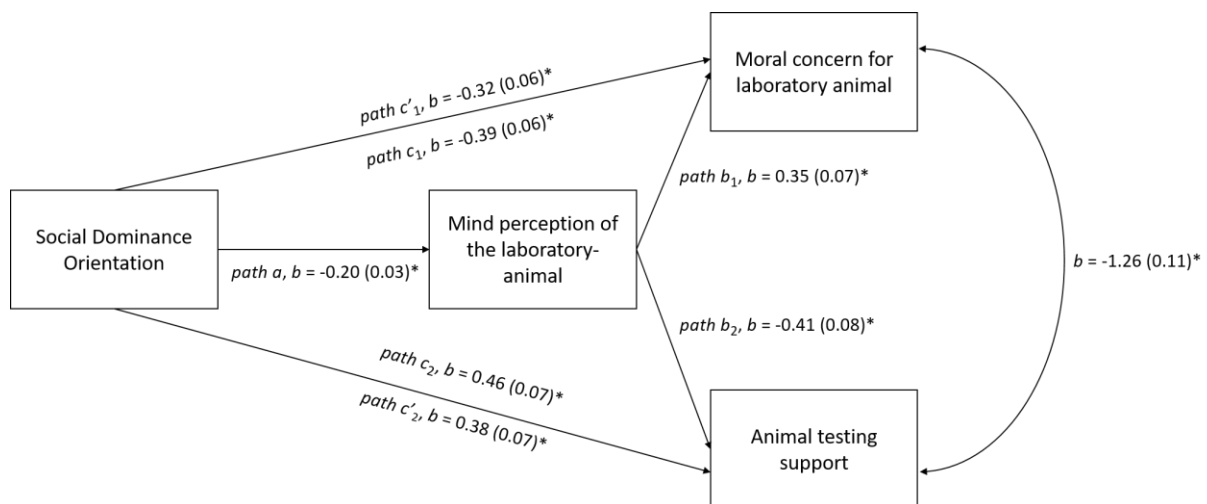 Moral concern for
laboratory animal
path c'₁, b = -0.32 (0.06)*
path c₁, b = -0.39 (0.06)*
path b₁, b = 0.35 (0.07)*
Social Dominance
Orientation
path a, b = -0.20 (0.03)*
Mind perception of
the laboratory-
animal
b = -1.26 (0.11)*
path b₂, b = -0.41 (0.08)*
path c₂, b = 0.46 (0.07)*
path c'₂, b = 0.38 (0.07)*
Animal testing
support